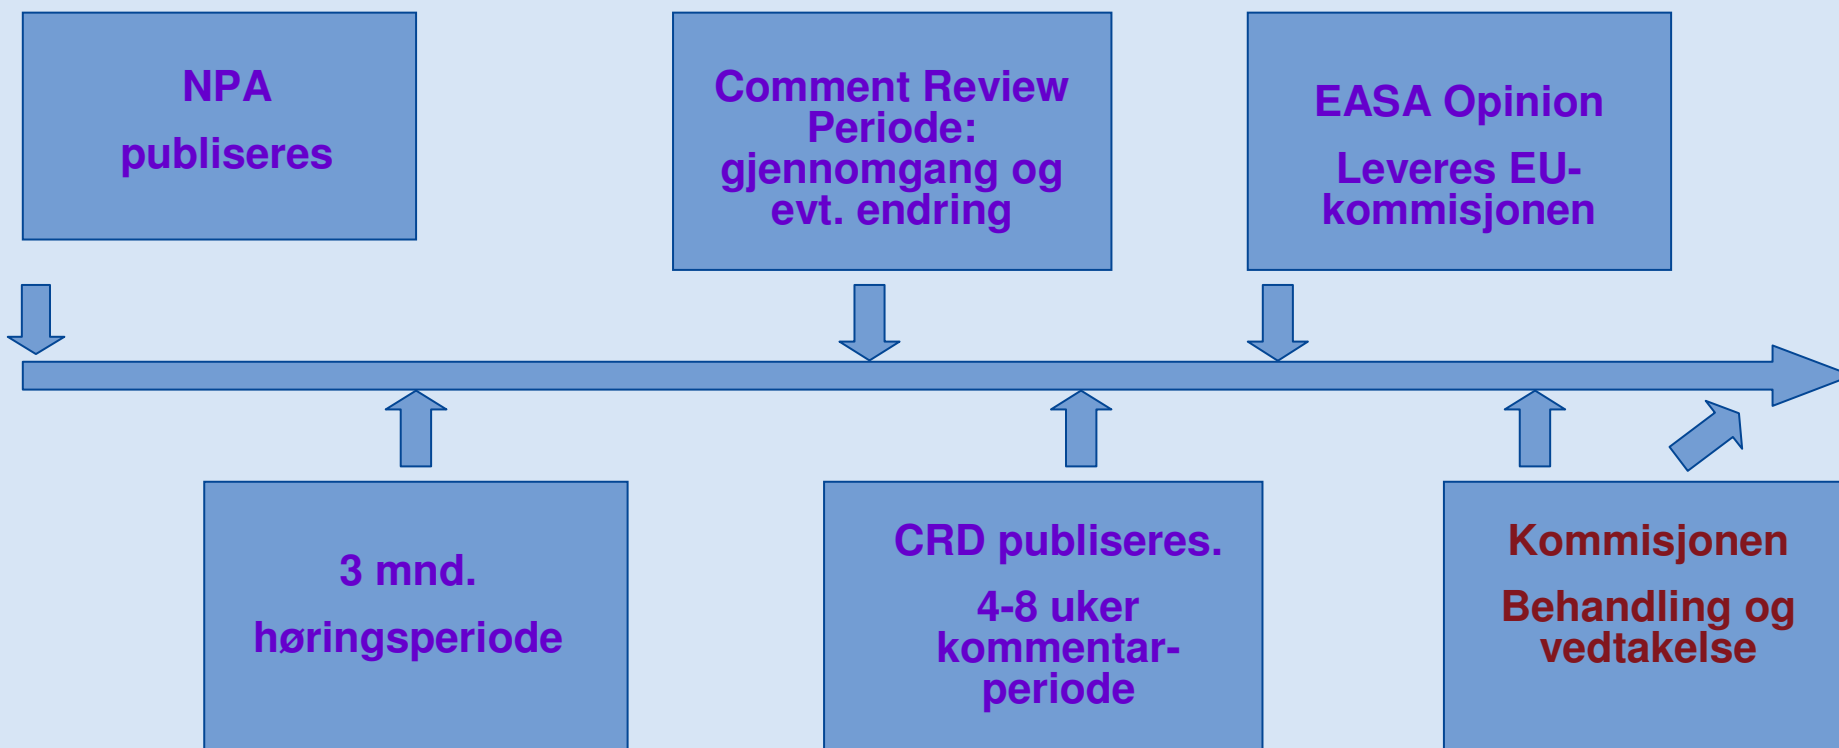 NPA
publiseres
Comment Review
Periode:
gjennomgang og
evt. endring
EASA Opinion
Leveres EU-
kommisjonen
3 mnd.
høringsperiode
CRD publiseres.
4-8 uker
kommentar-
periode
Kommisjonen
Behandling og
vedtakelse